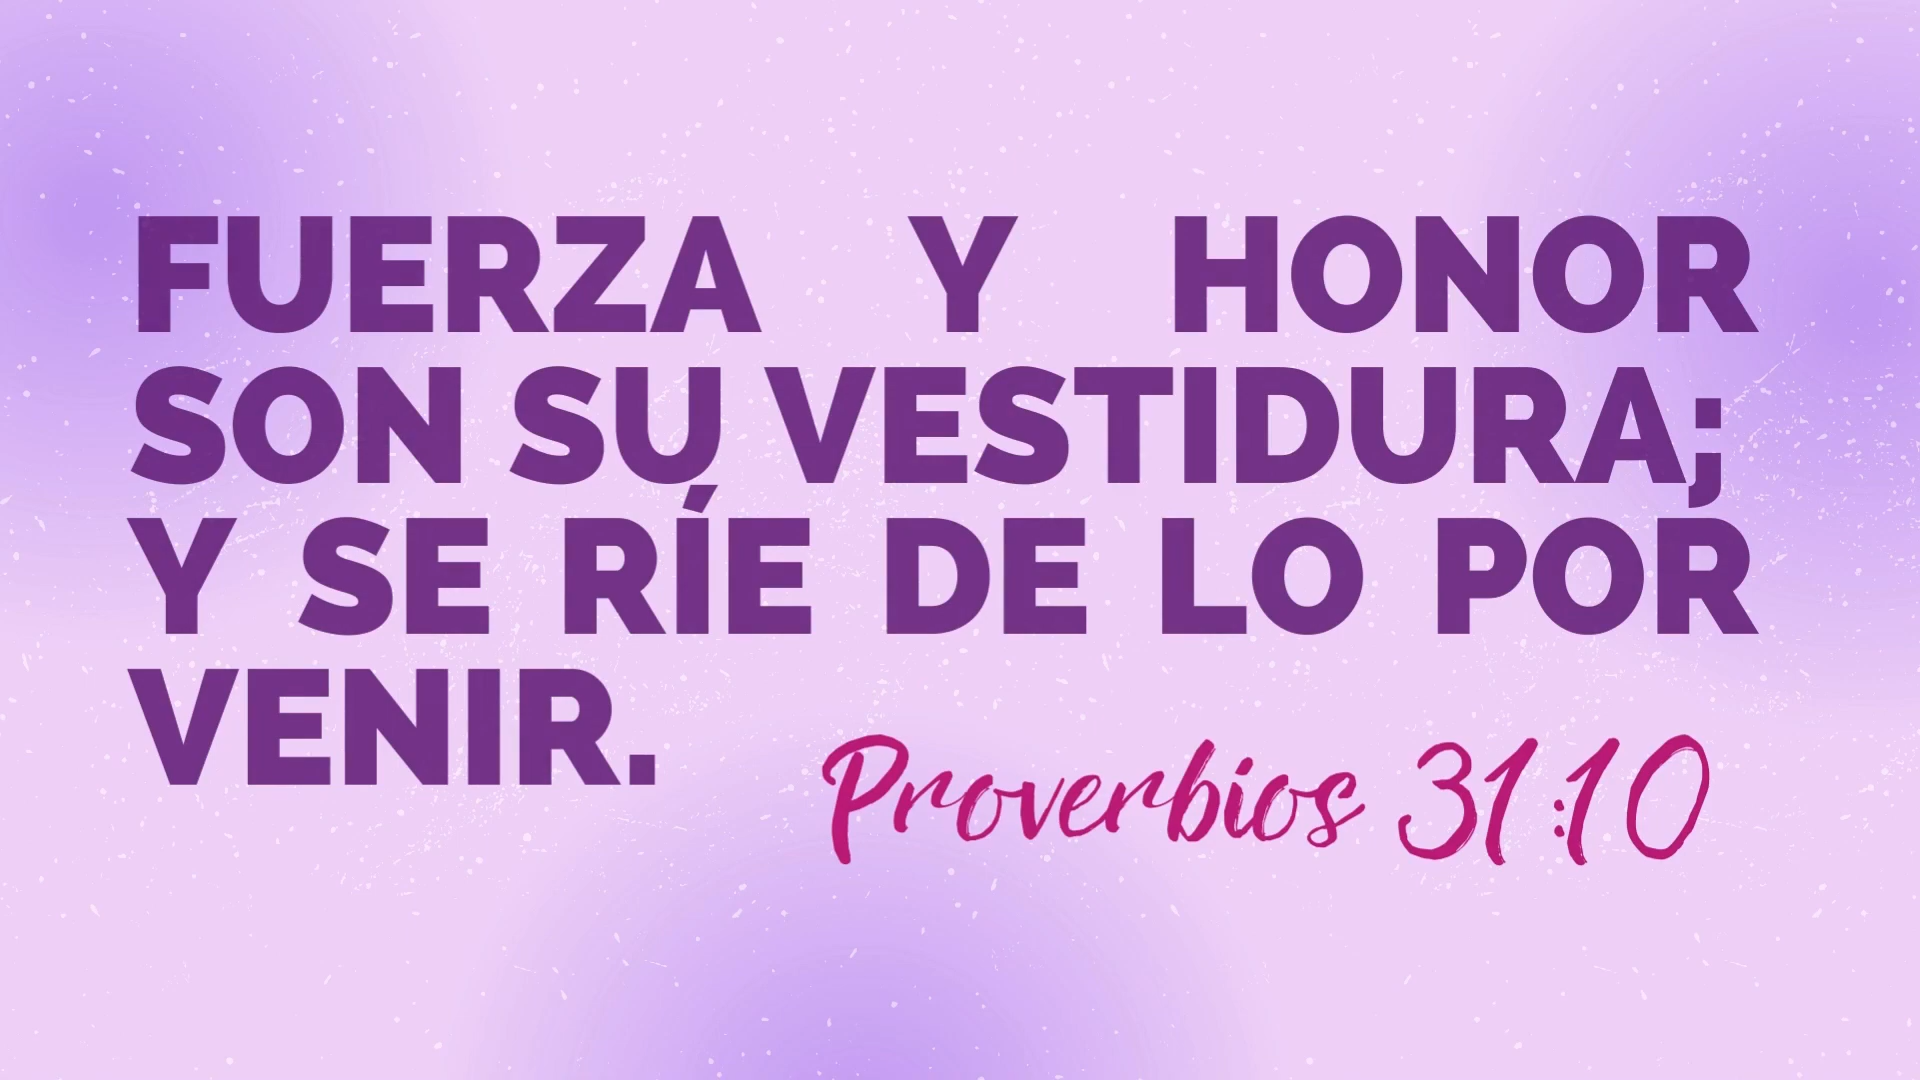 FUERZA Y HONOR
SON SU VESTIDURA;
Y SE RÍE DE LO POR
VENIR.
Proverbios 31:10